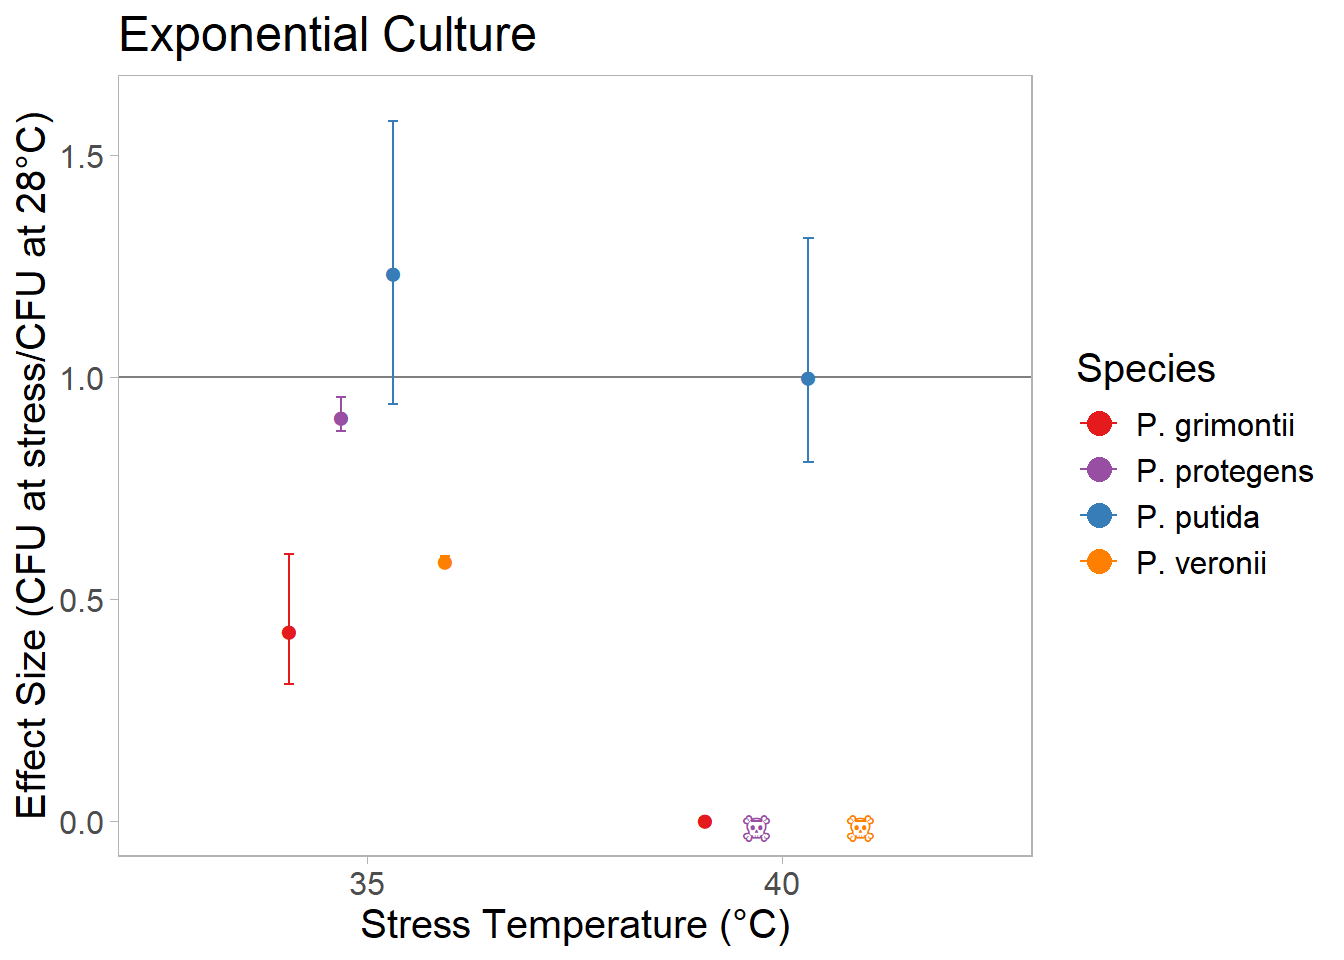 Exponential Culture
Effect Size (CFU at stress/CFU at 28°C)
1.5
1.0
0.5
0.0
35
40
Stress Temperature (°C)
Species
P. grimontii
P. protegens
P. putida
P. veronii